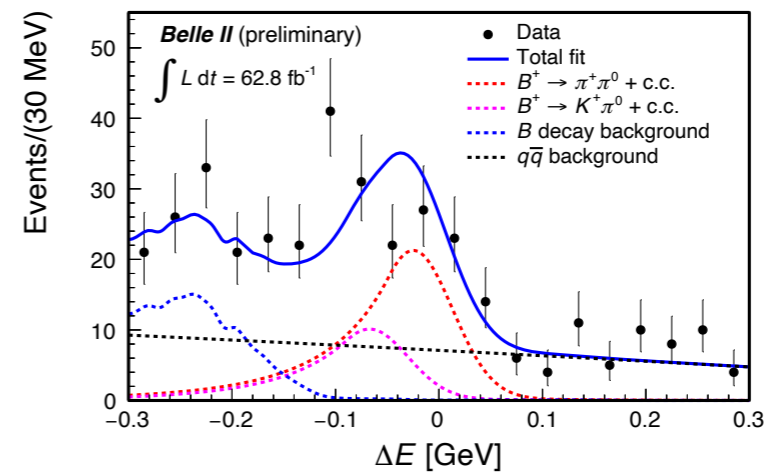 Belle II (preliminary)
∫ L dt = 62.8 fb⁻¹
Data
Total fit
B⁺ → π⁺π⁰ + c.c.
B⁺ → K⁺π⁰ + c.c.
B decay background
qq̅ background
Events/(30 MeV)
50
40
30
20
10
0
−0.3 −0.2 −0.1 0 0.1 0.2 0.3
ΔE [GeV]